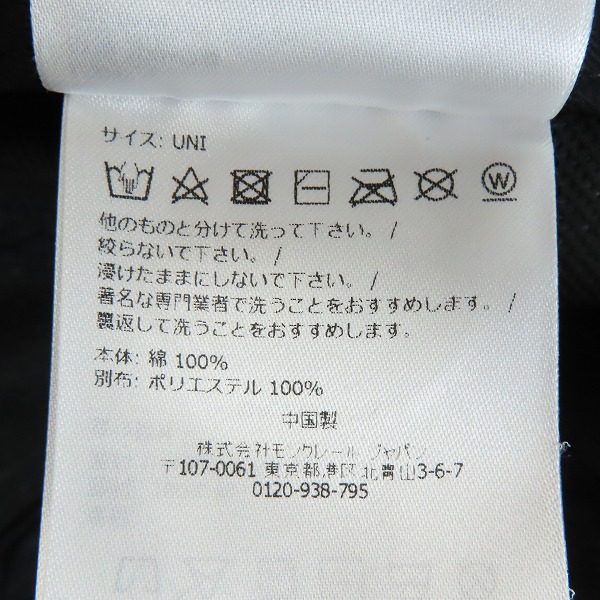 サイズ: UNI
W
他のものと分けて洗って下さい。 /
絞らないで下さい。 /
浸けたままにしないで下さい。 /
著名な専門業者で洗うことをおすすめします。 /
裏返して洗うことをおすすめします。
本体: 綿 100%
別布: ポリエステル 100%
中国製
株式会社モンクレール ジャパン
〒107-0061 東京都港区北青山3-6-7
0120-938-795